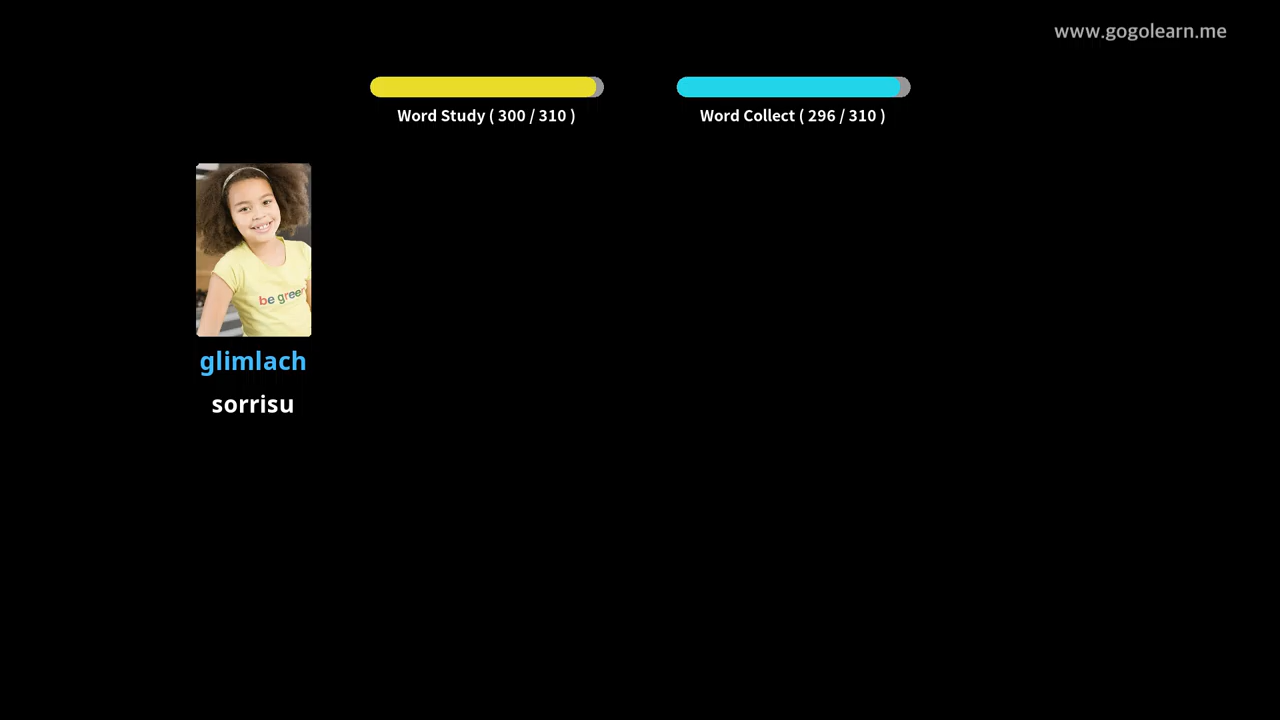 www.gogolearn.me
Word Study ( 300 / 310 )
Word Collect ( 296 / 310 )
be green
glimlach
sorrisu